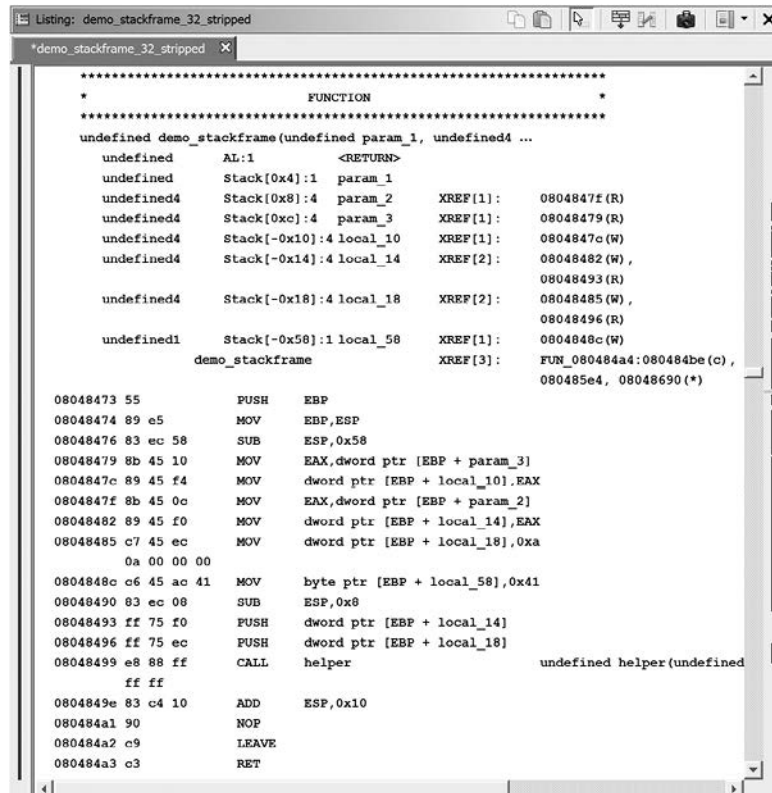 Listing: demo_stackframe_32_stripped
*demo_stackframe_32_stripped X
*******************************************************************
* FUNCTION *
*******************************************************************
undefined demo_stackframe(undefined param_1, undefined4 ...
undefined AL:1 <RETURN>
undefined Stack[0x4]:1 param_1
undefined4 Stack[0x8]:4 param_2 XREF[1]: 0804847f(R)
undefined4 Stack[0xc]:4 param_3 XREF[1]: 08048479(R)
undefined4 Stack[-0x10]:4 local_10 XREF[1]: 0804847c(W)
undefined4 Stack[-0x14]:4 local_14 XREF[2]: 08048482(W),
08048493(R)
undefined4 Stack[-0x18]:4 local_18 XREF[2]: 08048485(W),
08048496(R)
undefined1 Stack[-0x58]:1 local_58 XREF[1]: 0804848c(W)
demo_stackframe XREF[3]: FUN_080484a4:080484be(c),
080485e4, 08048690(*)
08048473 55 PUSH EBP
08048474 89 e5 MOV EBP,ESP
08048476 83 ec 58 SUB ESP,0x58
08048479 8b 45 10 MOV EAX,dword ptr [EBP + param_3]
0804847c 89 45 f4 MOV dword ptr [EBP + local_10],EAX
0804847f 8b 45 0c MOV EAX,dword ptr [EBP + param_2]
08048482 89 45 f0 MOV dword ptr [EBP + local_14],EAX
08048485 c7 45 ec MOV dword ptr [EBP + local_18],0xa
0a 00 00 00
0804848c c6 45 ac 41 MOV byte ptr [EBP + local_58],0x41
08048490 83 ec 08 SUB ESP,0x8
08048493 ff 75 f0 PUSH dword ptr [EBP + local_14]
08048496 ff 75 ec PUSH dword ptr [EBP + local_18]
08048499 e8 88 ff CALL helper undefined helper(undefined
ff ff
0804849e 83 c4 10 ADD ESP,0x10
080484a1 90 NOP
080484a2 c9 LEAVE
080484a3 c3 RET